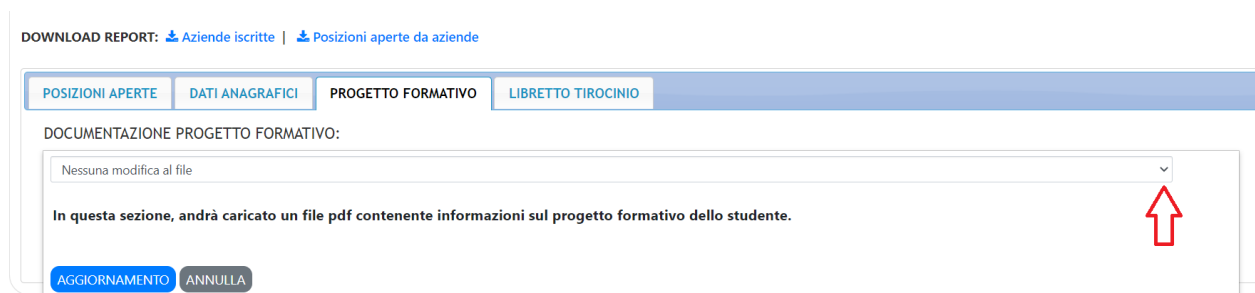 DOWNLOAD REPORT: Aziende iscritte | Posizioni aperte da aziende
POSIZIONI APERTE DATI ANAGRAFICI PROGETTO FORMATIVO LIBRETTO TIROCINIO
DOCUMENTAZIONE PROGETTO FORMATIVO:
Nessuna modifica al file
In questa sezione, andrà caricato un file pdf contenente informazioni sul progetto formativo dello studente.
AGGIORNAMENTO ANNULLA